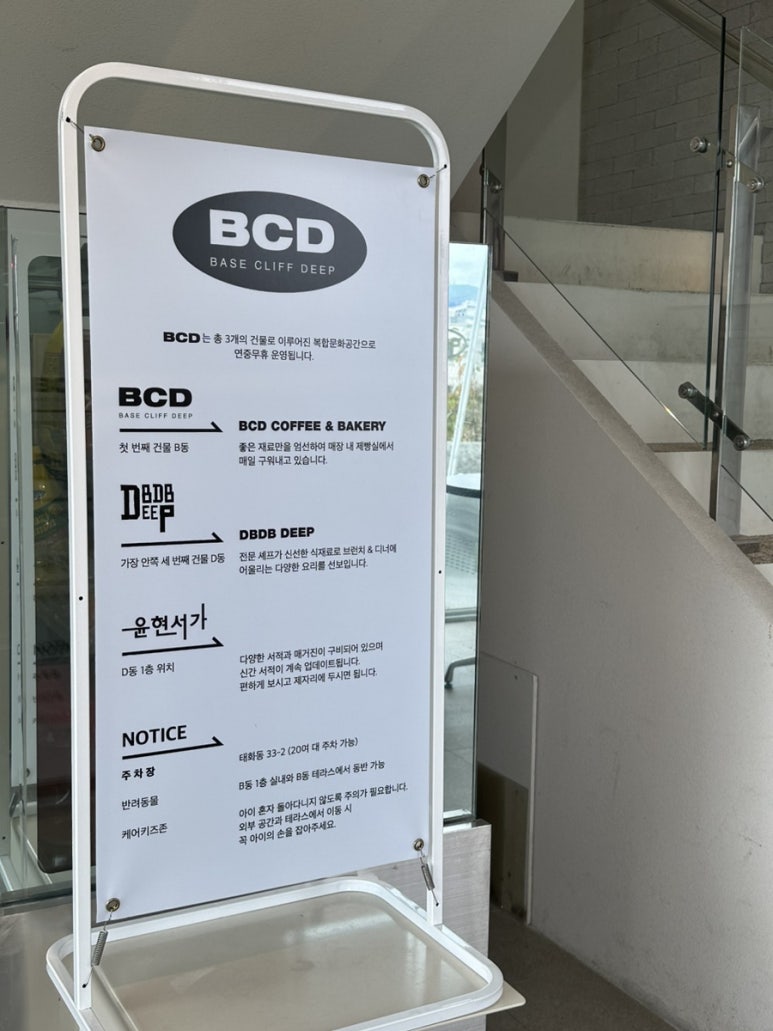 BCD
BASE CLIFF DEEP
BCD는 총 3개의 건물로 이루어진 복합문화공간으로
연중무휴 운영됩니다.
BCD
BASE CLIFF DEEP
첫 번째 건물 B동
BCD COFFEE & BAKERY
좋은 재료만을 엄선하여 매장 내 제빵실에서
매일 구워내고 있습니다.
DBDB
DEEP
가장 안쪽 세 번째 건물 D동
DBDB DEEP
전문 셰프가 신선한 식재료로 브런치 & 디너에
어울리는 다양한 요리를 선보입니다.
윤현서가
D동 1층 위치
다양한 서적과 매거진이 구비되어 있으며
신간 서적이 계속 업데이트됩니다.
편하게 보시고 제자리에 두시면 됩니다.
NOTICE
주차장
태화동 33-2 (20여 대 주차 가능)
반려동물
B동 1층 실내와 B동 테라스에서 동반 가능
케어키즈존
아이 혼자 돌아다니지 않도록 주의가 필요합니다.
외부 공간과 테라스에서 이동 시
꼭 아이의 손을 잡아주세요.